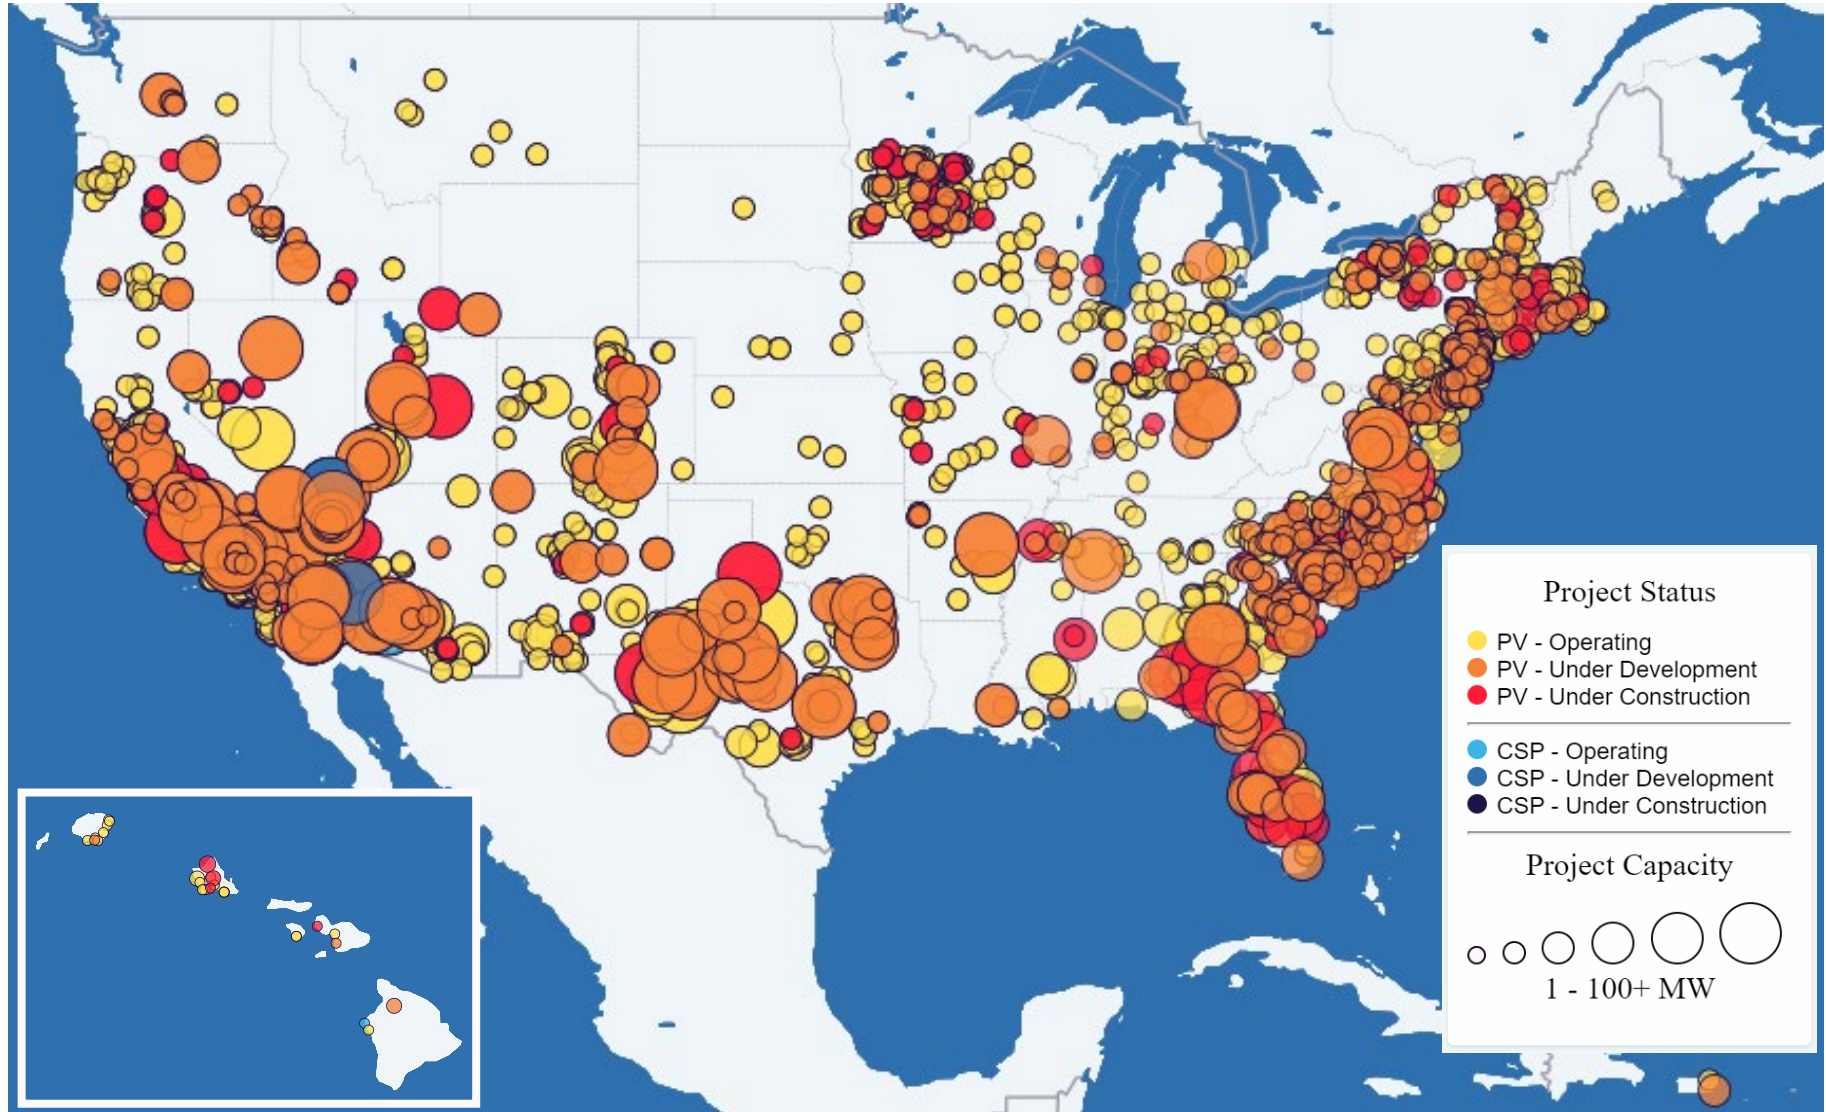 Project Status
PV - Operating
PV - Under Development
PV - Under Construction
CSP - Operating
CSP - Under Development
CSP - Under Construction
Project Capacity
1 - 100+ MW